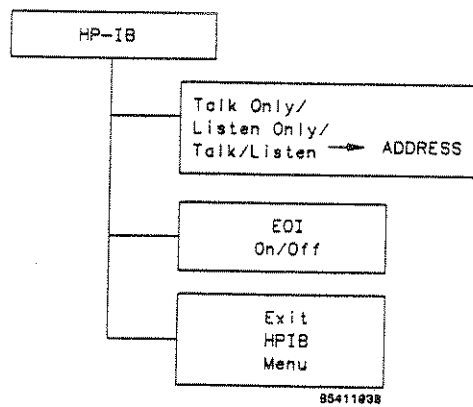 HP-IB
Talk Only/
Listen Only/
Talk/Listen → ADDRESS
EOI
On/Off
Exit
HPIB
Menu
85411038